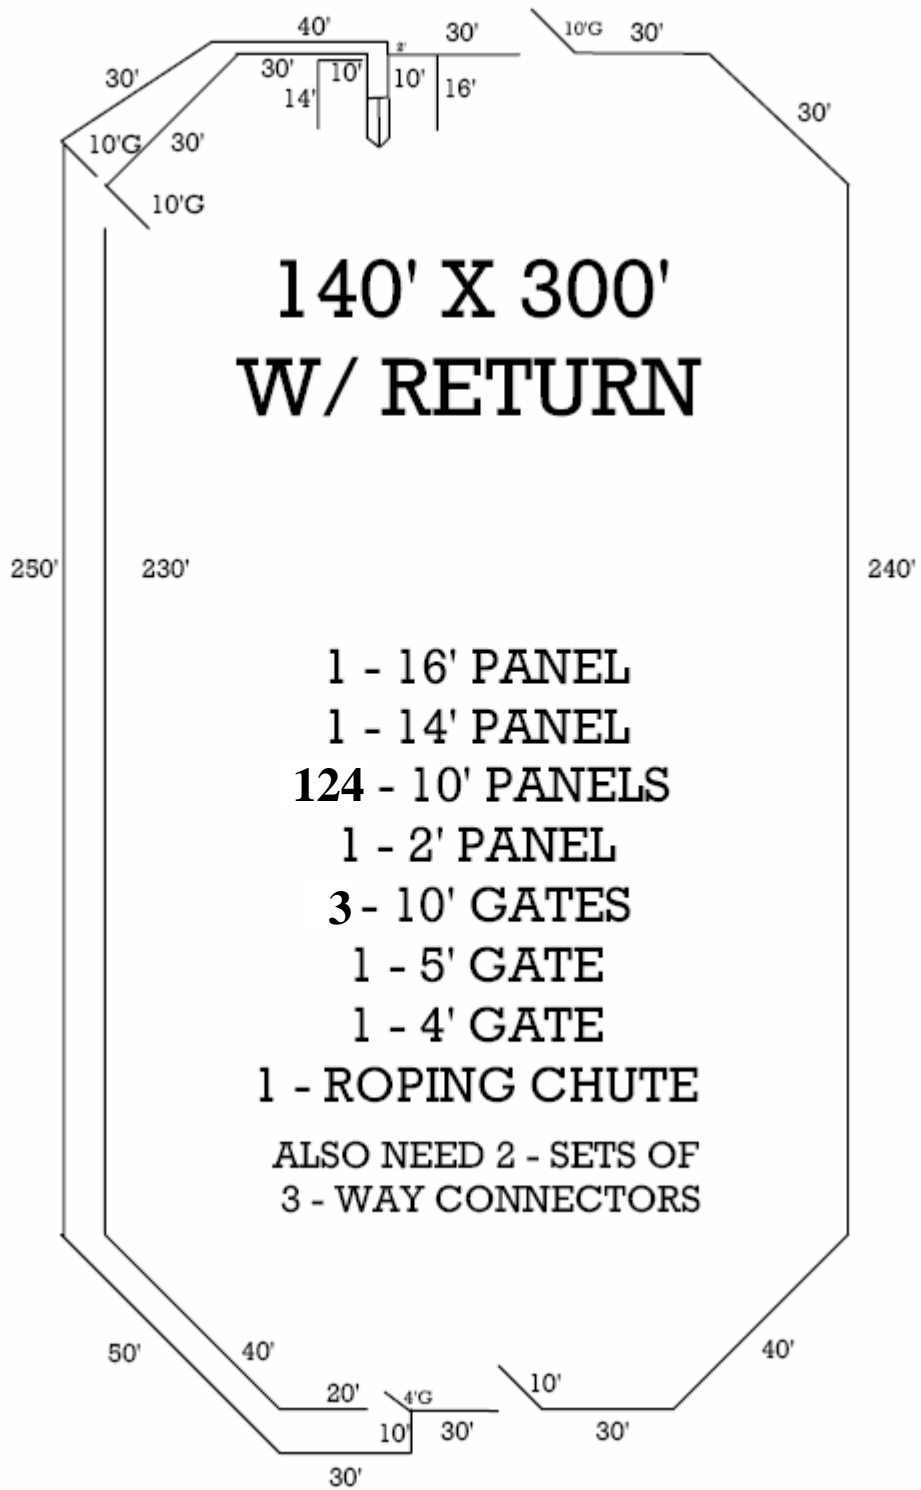 40'
2'
30'
10'G
30'
30'
30'
10'
10'
16'
14'
30'
10'G
30'
10'G
140' X 300'
W/ RETURN
250'
230'
240'
1 - 16' PANEL
1 - 14' PANEL
124 - 10' PANELS
1 - 2' PANEL
3 - 10' GATES
1 - 5' GATE
1 - 4' GATE
1 - ROPING CHUTE
ALSO NEED 2 - SETS OF
3 - WAY CONNECTORS
50'
40'
40'
20'
4'G
10'
10'
30'
30'
30'